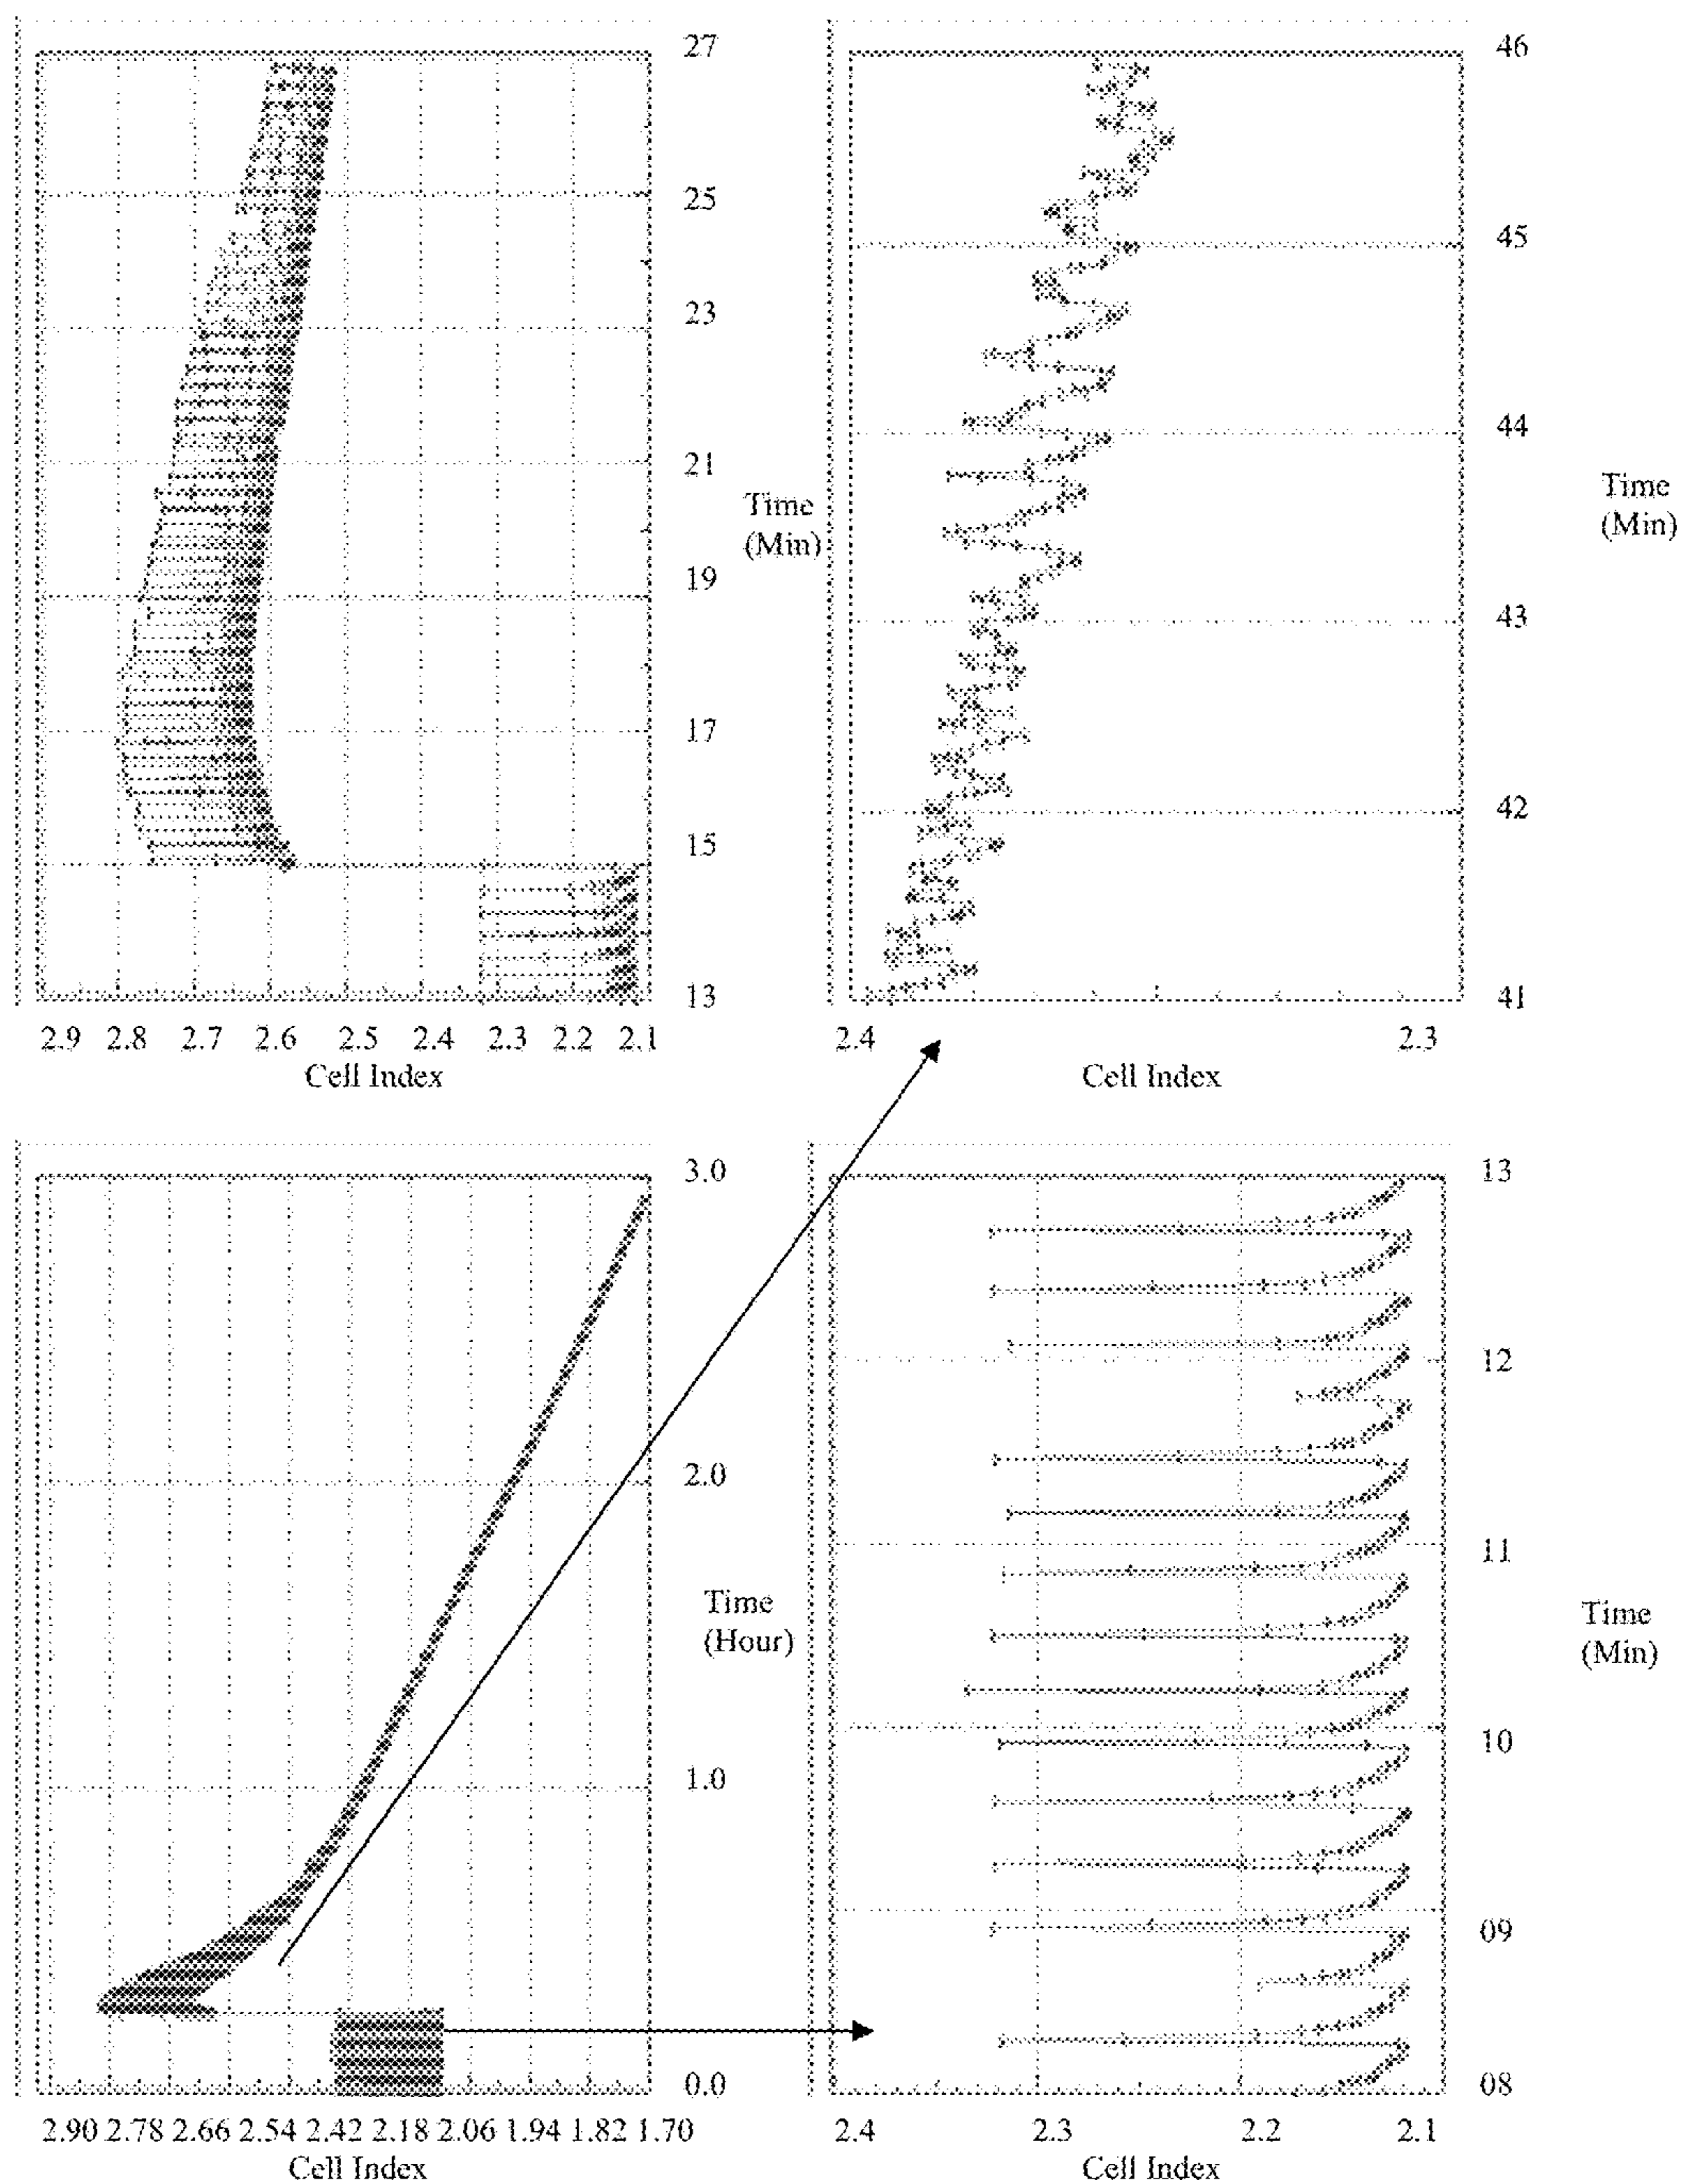 27
25
23
21
19
17
15
13
Time
(Min)
2.9 2.8 2.7 2.6 2.5 2.4 2.3 2.2 2.1
Cell Index
46
45
44
43
42
41
Time
(Min)
2.4 2.3
Cell Index
3.0
2.0
1.0
0.0
Time
(Hour)
2.90 2.78 2.66 2.54 2.42 2.18 2.06 1.94 1.82 1.70
Cell Index
13
12
11
10
09
08
Time
(Min)
2.4 2.3 2.2 2.1
Cell Index